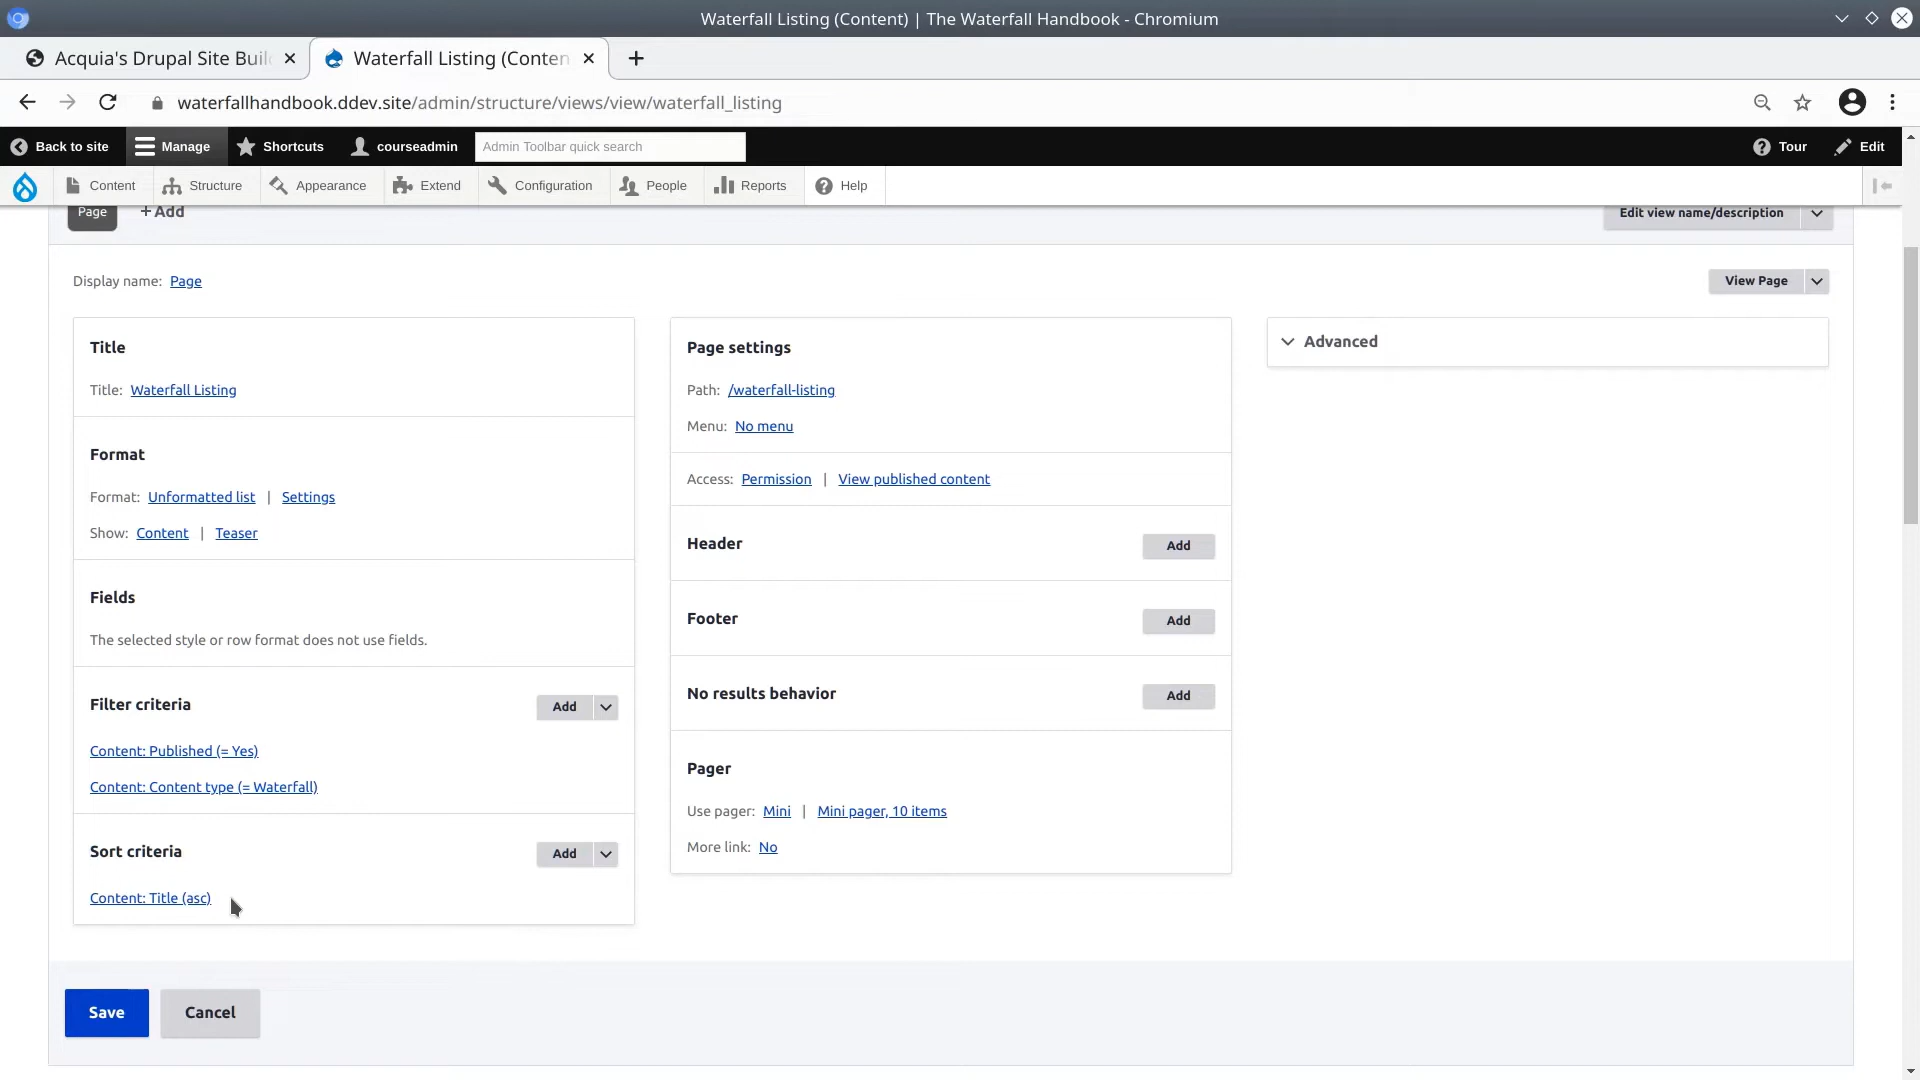 Waterfall Listing (Content) | The Waterfall Handbook - Chromium
Acquia's Drupal Site Buil
Waterfall Listing (Conten
waterfallhandbook.ddev.site/admin/structure/views/view/waterfall_listing
Back to site Manage Shortcuts courseadmin Admin Toolbar quick search Tour Edit
Content Structure Appearance Extend Configuration People Reports Help
Page + Add Edit view name/description
Display name: Page View Page
Title
Title: Waterfall Listing
Format
Format: Unformatted list | Settings
Show: Content | Teaser
Fields
The selected style or row format does not use fields.
Filter criteria Add
Content: Published (= Yes)
Content: Content type (= Waterfall)
Sort criteria Add
Content: Title (asc)
Page settings
Path: /waterfall-listing
Menu: No menu
Access: Permission | View published content
Header Add
Footer Add
No results behavior Add
Pager
Use pager: Mini | Mini pager, 10 items
More link: No
Advanced
Save Cancel